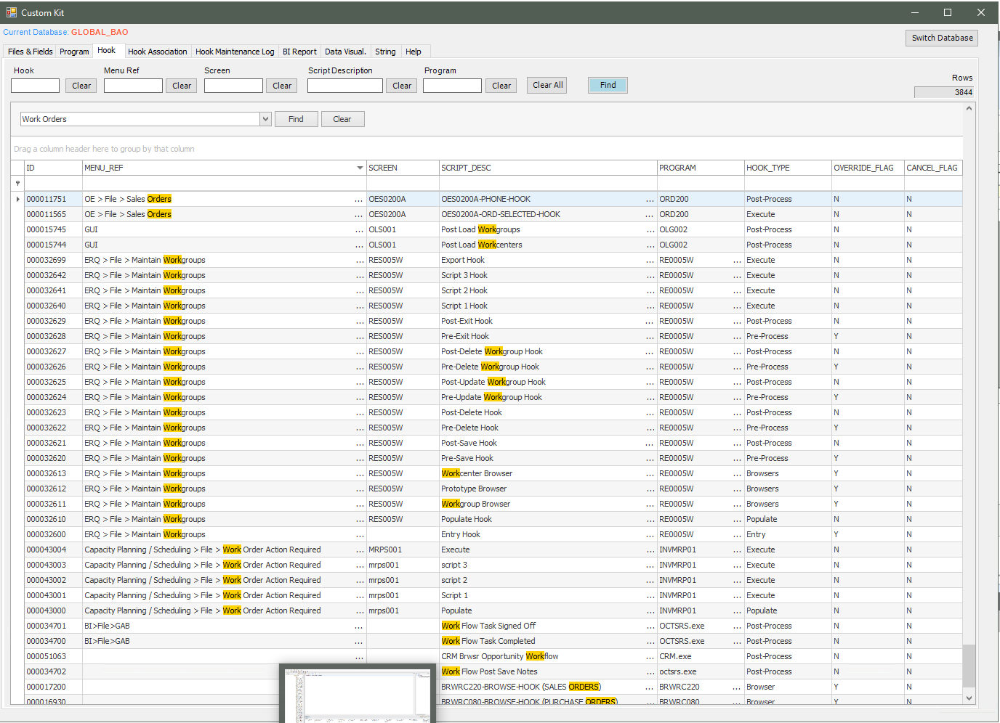 Custom Kit
Current Database: GLOBAL_BAO
Switch Database
Files & Fields Program Hook Hook Association Hook Maintenance Log BI Report Data Visual. String Help
Hook Menu Ref Screen Script Description Program
Rows
Clear Clear Clear Clear Clear Clear All Find
3844
Work Orders Find Clear
Drag a column header here to group by that column
ID MENU_REF SCREEN SCRIPT_DESC PROGRAM HOOK_TYPE OVERRIDE_FLAG CANCEL_FLAG
000011751 OE > File > Sales Orders ... OES0200A OES0200A-PHONE-HOOK ... ORD200 Post-Process N N
000011565 OE > File > Sales Orders ... OES0200A OES0200A-ORD-SELECTED-HOOK ... ORD200 Execute N N
000015745 GUI ... OLS001 Post Load Workgroups ... OLG002 Post-Process N N
000015744 GUI ... OLS001 Post Load Workcenters ... OLG002 Post-Process N N
000032699 ERQ > File > Maintain Workgroups ... RES005W Export Hook ... RE0005W ... Execute N N
000032642 ERQ > File > Maintain Workgroups ... RES005W Script 3 Hook ... RE0005W ... Execute N N
000032641 ERQ > File > Maintain Workgroups ... RES005W Script 2 Hook ... RE0005W ... Execute N N
000032640 ERQ > File > Maintain Workgroups ... RES005W Script 1 Hook ... RE0005W ... Execute N N
000032629 ERQ > File > Maintain Workgroups ... RES005W Post-Exit Hook ... RE0005W ... Post-Process N N
000032628 ERQ > File > Maintain Workgroups ... RES005W Pre-Exit Hook ... RE0005W ... Pre-Process Y N
000032627 ERQ > File > Maintain Workgroups ... RES005W Post-Delete Workgroup Hook ... RE0005W ... Post-Process N N
000032626 ERQ > File > Maintain Workgroups ... RES005W Pre-Delete Workgroup Hook ... RE0005W ... Pre-Process Y N
000032625 ERQ > File > Maintain Workgroups ... RES005W Post-Update Workgroup Hook ... RE0005W ... Post-Process N N
000032624 ERQ > File > Maintain Workgroups ... RES005W Pre-Update Workgroup Hook ... RE0005W ... Pre-Process Y N
000032623 ERQ > File > Maintain Workgroups ... RES005W Post-Delete Hook ... RE0005W ... Post-Process N N
000032622 ERQ > File > Maintain Workgroups ... RES005W Pre-Delete Hook ... RE0005W ... Pre-Process Y N
000032621 ERQ > File > Maintain Workgroups ... RES005W Post-Save Hook ... RE0005W ... Post-Process N N
000032620 ERQ > File > Maintain Workgroups ... RES005W Pre-Save Hook ... RE0005W ... Pre-Process Y N
000032613 ERQ > File > Maintain Workgroups ... RES005W Workcenter Browser ... RE0005W ... Browsers Y N
000032612 ERQ > File > Maintain Workgroups ... RES005W Prototype Browser ... RE0005W ... Browsers Y N
000032611 ERQ > File > Maintain Workgroups ... RES005W Workgroup Browser ... RE0005W ... Browsers Y N
000032610 ERQ > File > Maintain Workgroups ... RES005W Populate Hook ... RE0005W ... Populate N N
000032600 ERQ > File > Maintain Workgroups ... Entry Hook ... RE0005W ... Entry Y N
000043004 Capacity Planning / Scheduling > File > Work Order Action Required ... MRPS001 Execute ... INVMRP01 ... Execute N N
000043003 Capacity Planning / Scheduling > File > Work Order Action Required ... mrps001 script 3 ... INVMRP01 ... Execute N N
000043002 Capacity Planning / Scheduling > File > Work Order Action Required ... mrps001 script 2 ... INVMRP01 ... Execute N N
000043001 Capacity Planning / Scheduling > File > Work Order Action Required ... mrps001 Script 1 ... INVMRP01 ... Execute N N
000043000 Capacity Planning / Scheduling > File > Work Order Action Required ... mrps001 Populate ... INVMRP01 ... Populate N N
000034701 BI>File>GAB ... Work Flow Task Signed Off ... OCTSRS.exe ... Post-Process N N
000034700 BI>File>GAB ... Work Flow Task Completed ... OCTSRS.exe ... Post-Process N N
000051063 ... CRM Brwsr Opportunity Workflow ... CRM.exe ... Post-Process N N
000034702 Work Flow Post Save Notes ... octsrs.exe ... Post-Process N N
000017200 BRWRC220-BROWSE-HOOK (SALES ORDERS) ... BRWRC220 ... Browser Y N
000016930 BRWRC080-BROWSE-HOOK (PURCHASE ORDERS) ... BRWRC080 ... Browser Y N